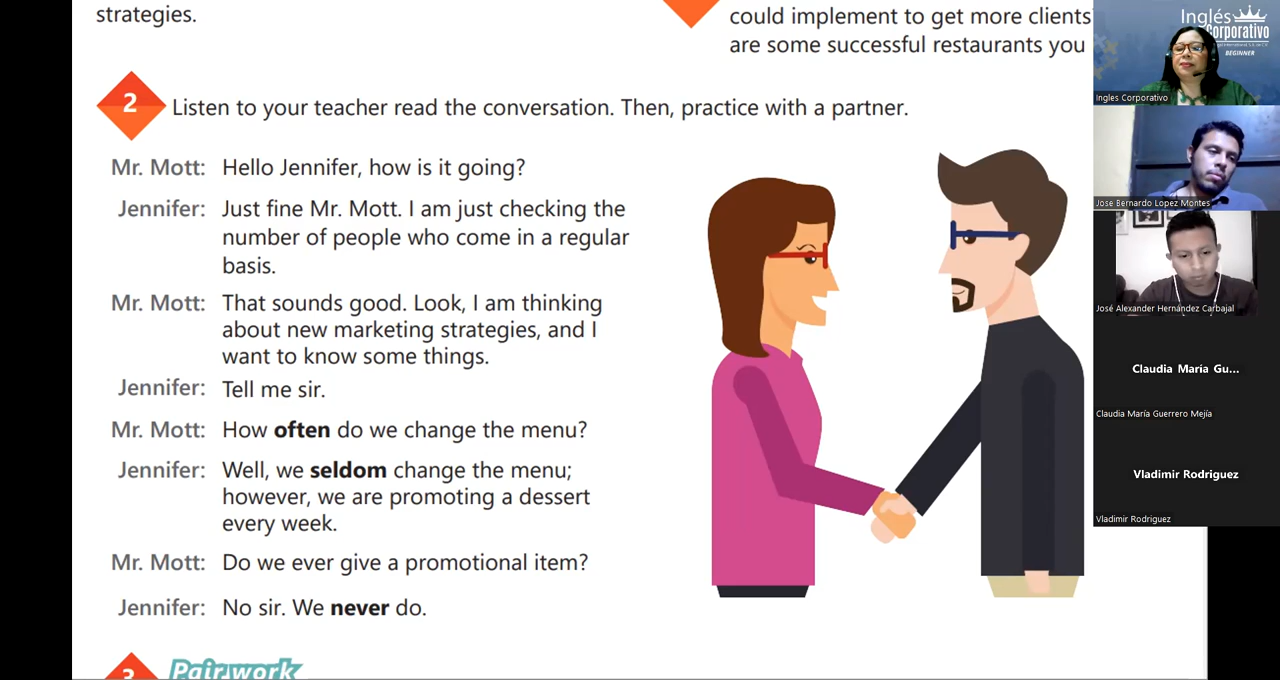 strategies.
could implement to get more clients
are some successful restaurants you
2 Listen to your teacher read the conversation. Then, practice with a partner.
Mr. Mott: Hello Jennifer, how is it going?
Jennifer: Just fine Mr. Mott. I am just checking the
number of people who come in a regular
basis.
Mr. Mott: That sounds good. Look, I am thinking
about new marketing strategies, and I
want to know some things.
Jennifer: Tell me sir.
Mr. Mott: How often do we change the menu?
Jennifer: Well, we seldom change the menu;
however, we are promoting a dessert
every week.
Mr. Mott: Do we ever give a promotional item?
Jennifer: No sir. We never do.
3 Pair work
Inglés
Corporativo
BEGINNER
Ingles Corporativo
Jose Bernardo Lopez Montes
José Alexander Hernández Carbajal
Claudia María Gu...
Claudia María Guerrero Mejía
Vladimir Rodriguez
Vladimir Rodriguez